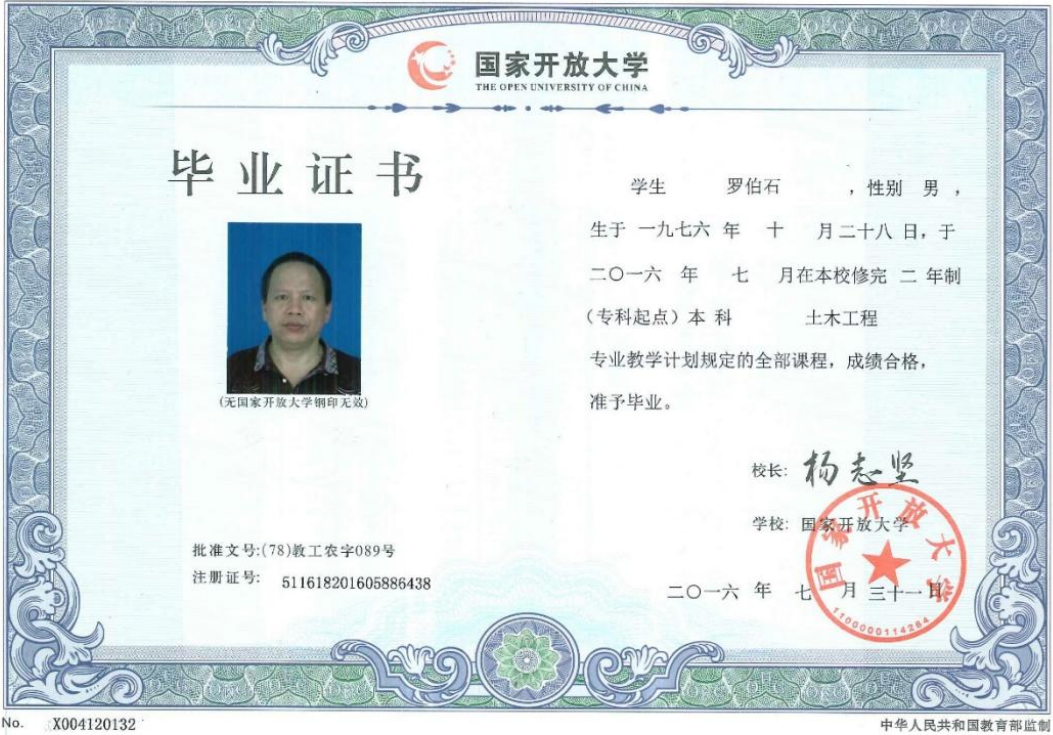 国家开放大学
THE OPEN UNIVERSITY OF CHINA
毕业证书
(无国家开放大学钢印无效)
批准文号:(78)教工农字089号
注册证号: 511618201605886438
学生 罗伯石 ，性别 男 ，
生于 一九七六 年 十 月二十八 日，于
二〇一六 年 七 月在本校修完 二 年制
（专科起点）本 科 土木工程
专业教学计划规定的全部课程，成绩合格，
准予毕业。
校长: 杨志坚
学校: 国家开放大学
二〇一六 年 七 月 三十一 日
国家开放大学
1100000114284
No. X004120132
中华人民共和国教育部监制